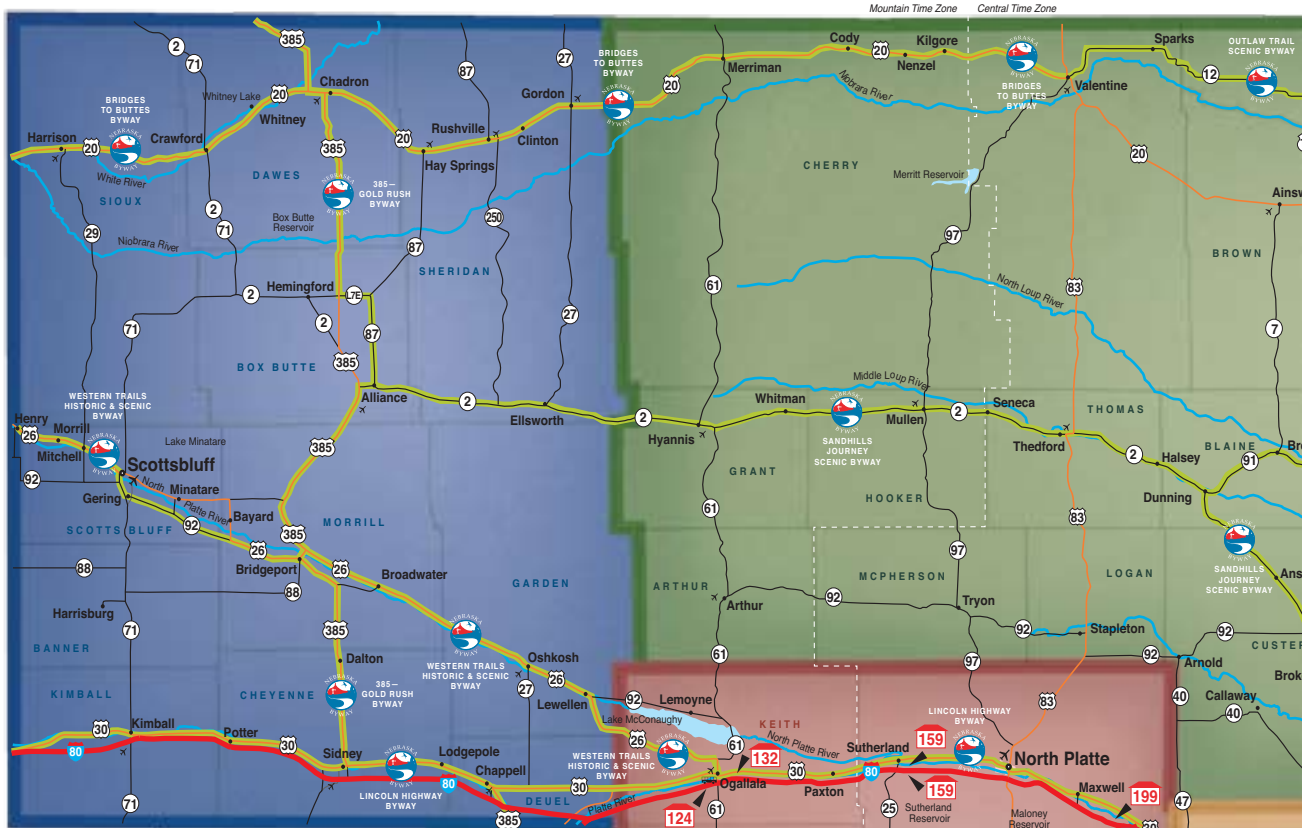 Mountain Time Zone
Central Time Zone
385
2
71
27
87
BRIDGES
TO BUTTES
BYWAY
Cody
20
Kilgore
Nenzel
Merriman
20
NEBRASKA
BYWAY
BRIDGES
TO BUTTES
BYWAY
Sparks
12
OUTLAW TRAIL
SCENIC BYWAY
Valentine
Niobrara River
Chadron
20
Whitney Lake
Whitney
Gordon
Rushville
Clinton
20
Hay Springs
BRIDGES
TO BUTTES
BYWAY
Harrison
20
Crawford
White River
SIOUX
DAWES
385
385—
GOLD RUSH
BYWAY
CHERRY
Merritt Reservoir
20
Ainsw
2
71
29
Niobrara River
Box Butte
Reservoir
250
87
SHERIDAN
97
BROWN
61
83
North Loup River
Hemingford
2
L7E
2
87
27
71
7
385
BOX BUTTE
Alliance
2
Ellsworth
2
Hyannis
Whitman
Middle Loup River
Mullen
2
Seneca
THOMAS
Thedford
2
Halsey
BLAINE
91
Bre
Dunning
SANDHILLS
JOURNEY
SCENIC BYWAY
GRANT
HOOKER
WESTERN TRAILS
HISTORIC & SCENIC
BYWAY
Henry
26
Morrill
Mitchell
Lake Minatare
Scottsbluff
92
Gering
North
Platte River
Minatare
Bayard
92
SCOTTS BLUFF
26
385
385
MORRILL
Bridgeport
26
Broadwater
88
88
Harrisburg
GARDEN
61
ARTHUR
Arthur
92
MCPHERSON
97
Tryon
83
LOGAN
92
Stapleton
92
92
Arnold
SANDHILLS
JOURNEY
SCENIC BYWAY
Ans
CUSTER
Brok
Callaway
40
40
BANNER
71
KIMBALL
385
Dalton
CHEYENNE
385—
GOLD RUSH
BYWAY
WESTERN TRAILS
HISTORIC & SCENIC
BYWAY
Oshkosh
26
27
Lewellen
92
Lemoyne
Lake McConaughy
KEITH
61
61
97
83
26
North Platte River
LINCOLN HIGHWAY
BYWAY
Sutherland
159
North Platte
80
30
Kimball
Potter
30
Sidney
Lodgepole
80
Chappell
LINCOLN HIGHWAY
BYWAY
30
DEUEL
385
71
WESTERN TRAILS
HISTORIC & SCENIC
BYWAY
Platte River
Ogallala
132
124
61
30
Paxton
80
159
25
Sutherland
Reservoir
Maloney
Reservoir
Maxwell
199
47
30